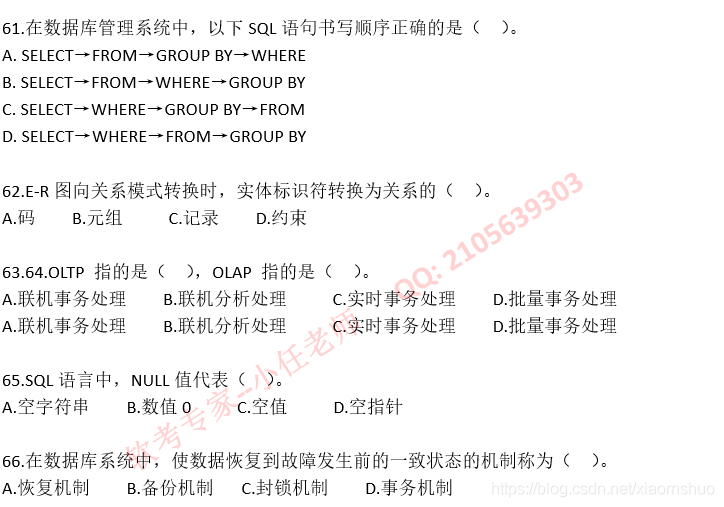 61.在数据库管理系统中，以下 SQL 语句书写顺序正确的是（　）。
A. SELECT→FROM→GROUP BY→WHERE
B. SELECT→FROM→WHERE→GROUP BY
C. SELECT→WHERE→GROUP BY→FROM
D. SELECT→WHERE→FROM→GROUP BY
62.E-R 图向关系模式转换时，实体标识符转换为关系的（　）。
A.码 B.元组 C.记录 D.约束
63.64.OLTP 指的是（　），OLAP 指的是（　）。
A.联机事务处理 B.联机分析处理 C.实时事务处理 D.批量事务处理
A.联机事务处理 B.联机分析处理 C.实时事务处理 D.批量事务处理
65.SQL 语言中，NULL 值代表（　）。
A.空字符串 B.数值 0 C.空值 D.空指针
66.在数据库系统中，使数据恢复到故障发生前的一致状态的机制称为（　）。
A.恢复机制 B.备份机制 C.封锁机制 D.事务机制
软考专家--小任老师 QQ: 2105639303
https://blog.csdn.net/xiaomshuo